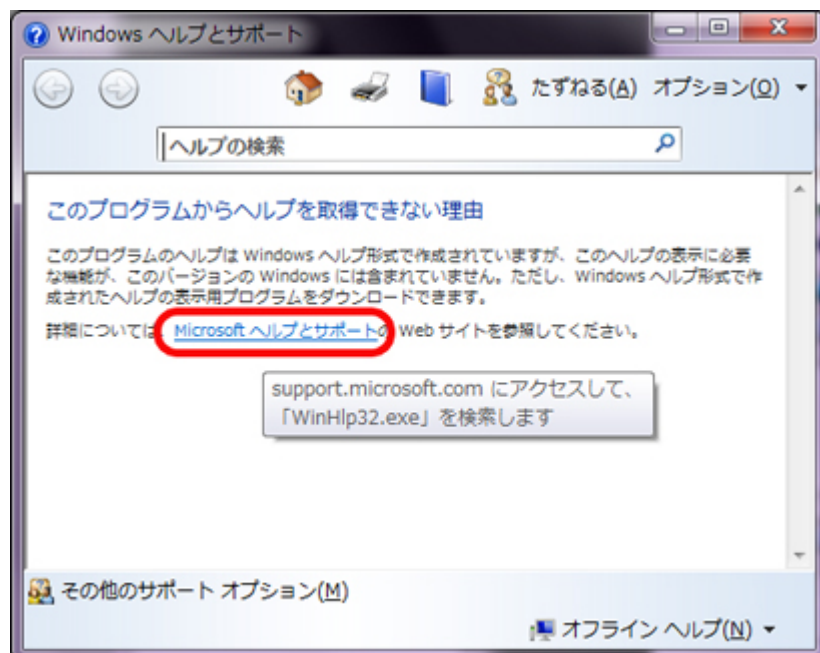 Windows ヘルプとサポート
たずねる(A) オプション(O)
ヘルプの検索
このプログラムからヘルプを取得できない理由
このプログラムのヘルプは Windows ヘルプ形式で作成されていますが、このヘルプの表示に必要
な機能が、このバージョンの Windows には含まれていません。ただし、Windows ヘルプ形式で作
成されたヘルプの表示用プログラムをダウンロードできます。
詳細については、Microsoft ヘルプとサポートの Web サイトを参照してください。
support.microsoft.com にアクセスして、
「WinHlp32.exe」を検索します
その他のサポート オプション(M)
オフライン ヘルプ(N)